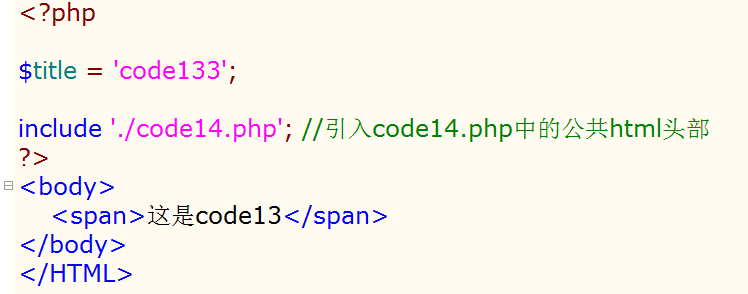 <?php
$title = 'code133';
include './code14.php'; //引入code14.php中的公共html头部
?>
<body>
<span>这是code13</span>
</body>
</HTML>